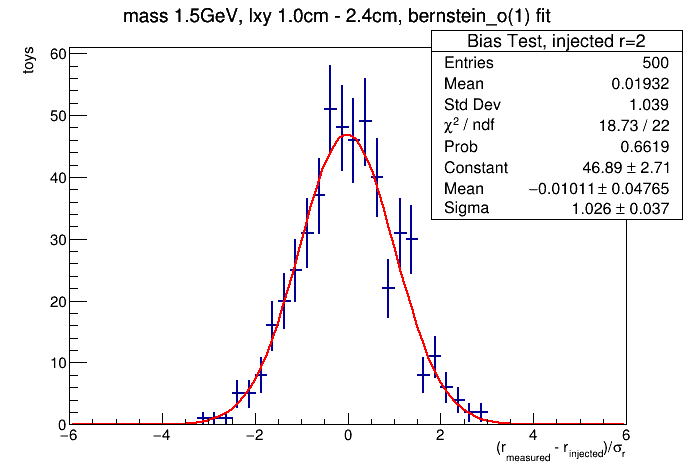 mass 1.5GeV, lxy 1.0cm - 2.4cm, bernstein_o(1) fit
Bias Test, injected r=2
Entries 500
Mean 0.01932
Std Dev 1.039
χ² / ndf 18.73 / 22
Prob 0.6619
Constant 46.89 ± 2.71
Mean −0.01011 ± 0.04765
Sigma 1.026 ± 0.037
toys
60
50
40
30
20
10
0
−6 −4 −2 0 2 4 6
(r_measured - r_injected)/σ_r